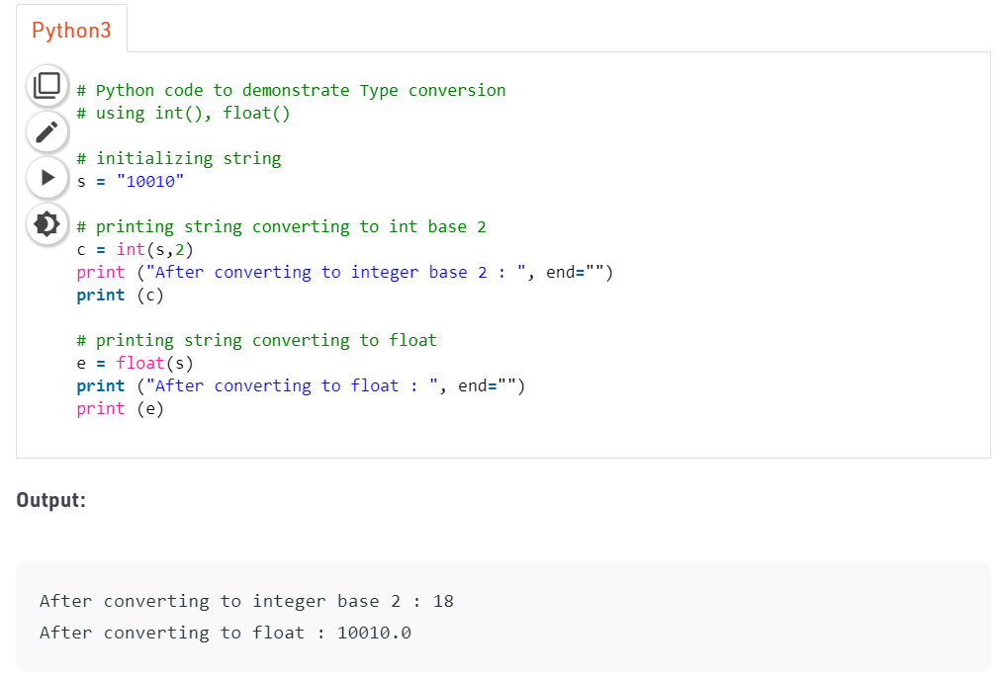 Python3
# Python code to demonstrate Type conversion
# using int(), float()
# initializing string
s = "10010"
# printing string converting to int base 2
c = int(s,2)
print ("After converting to integer base 2 : ", end="")
print (c)
# printing string converting to float
e = float(s)
print ("After converting to float : ", end="")
print (e)
Output:
After converting to integer base 2 : 18
After converting to float : 10010.0